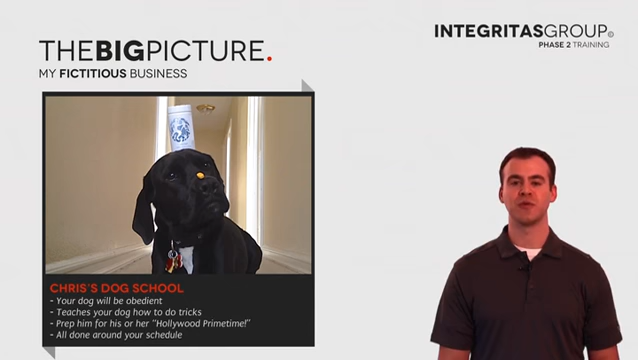 THEBIGPICTURE.
MY FICTITIOUS BUSINESS
INTEGRITASGROUP©
PHASE 2 TRAINING
CHRIS'S DOG SCHOOL
- Your dog will be obedient
- Teaches your dog how to do tricks
- Prep him for his or her "Hollywood Primetime!"
- All done around your schedule